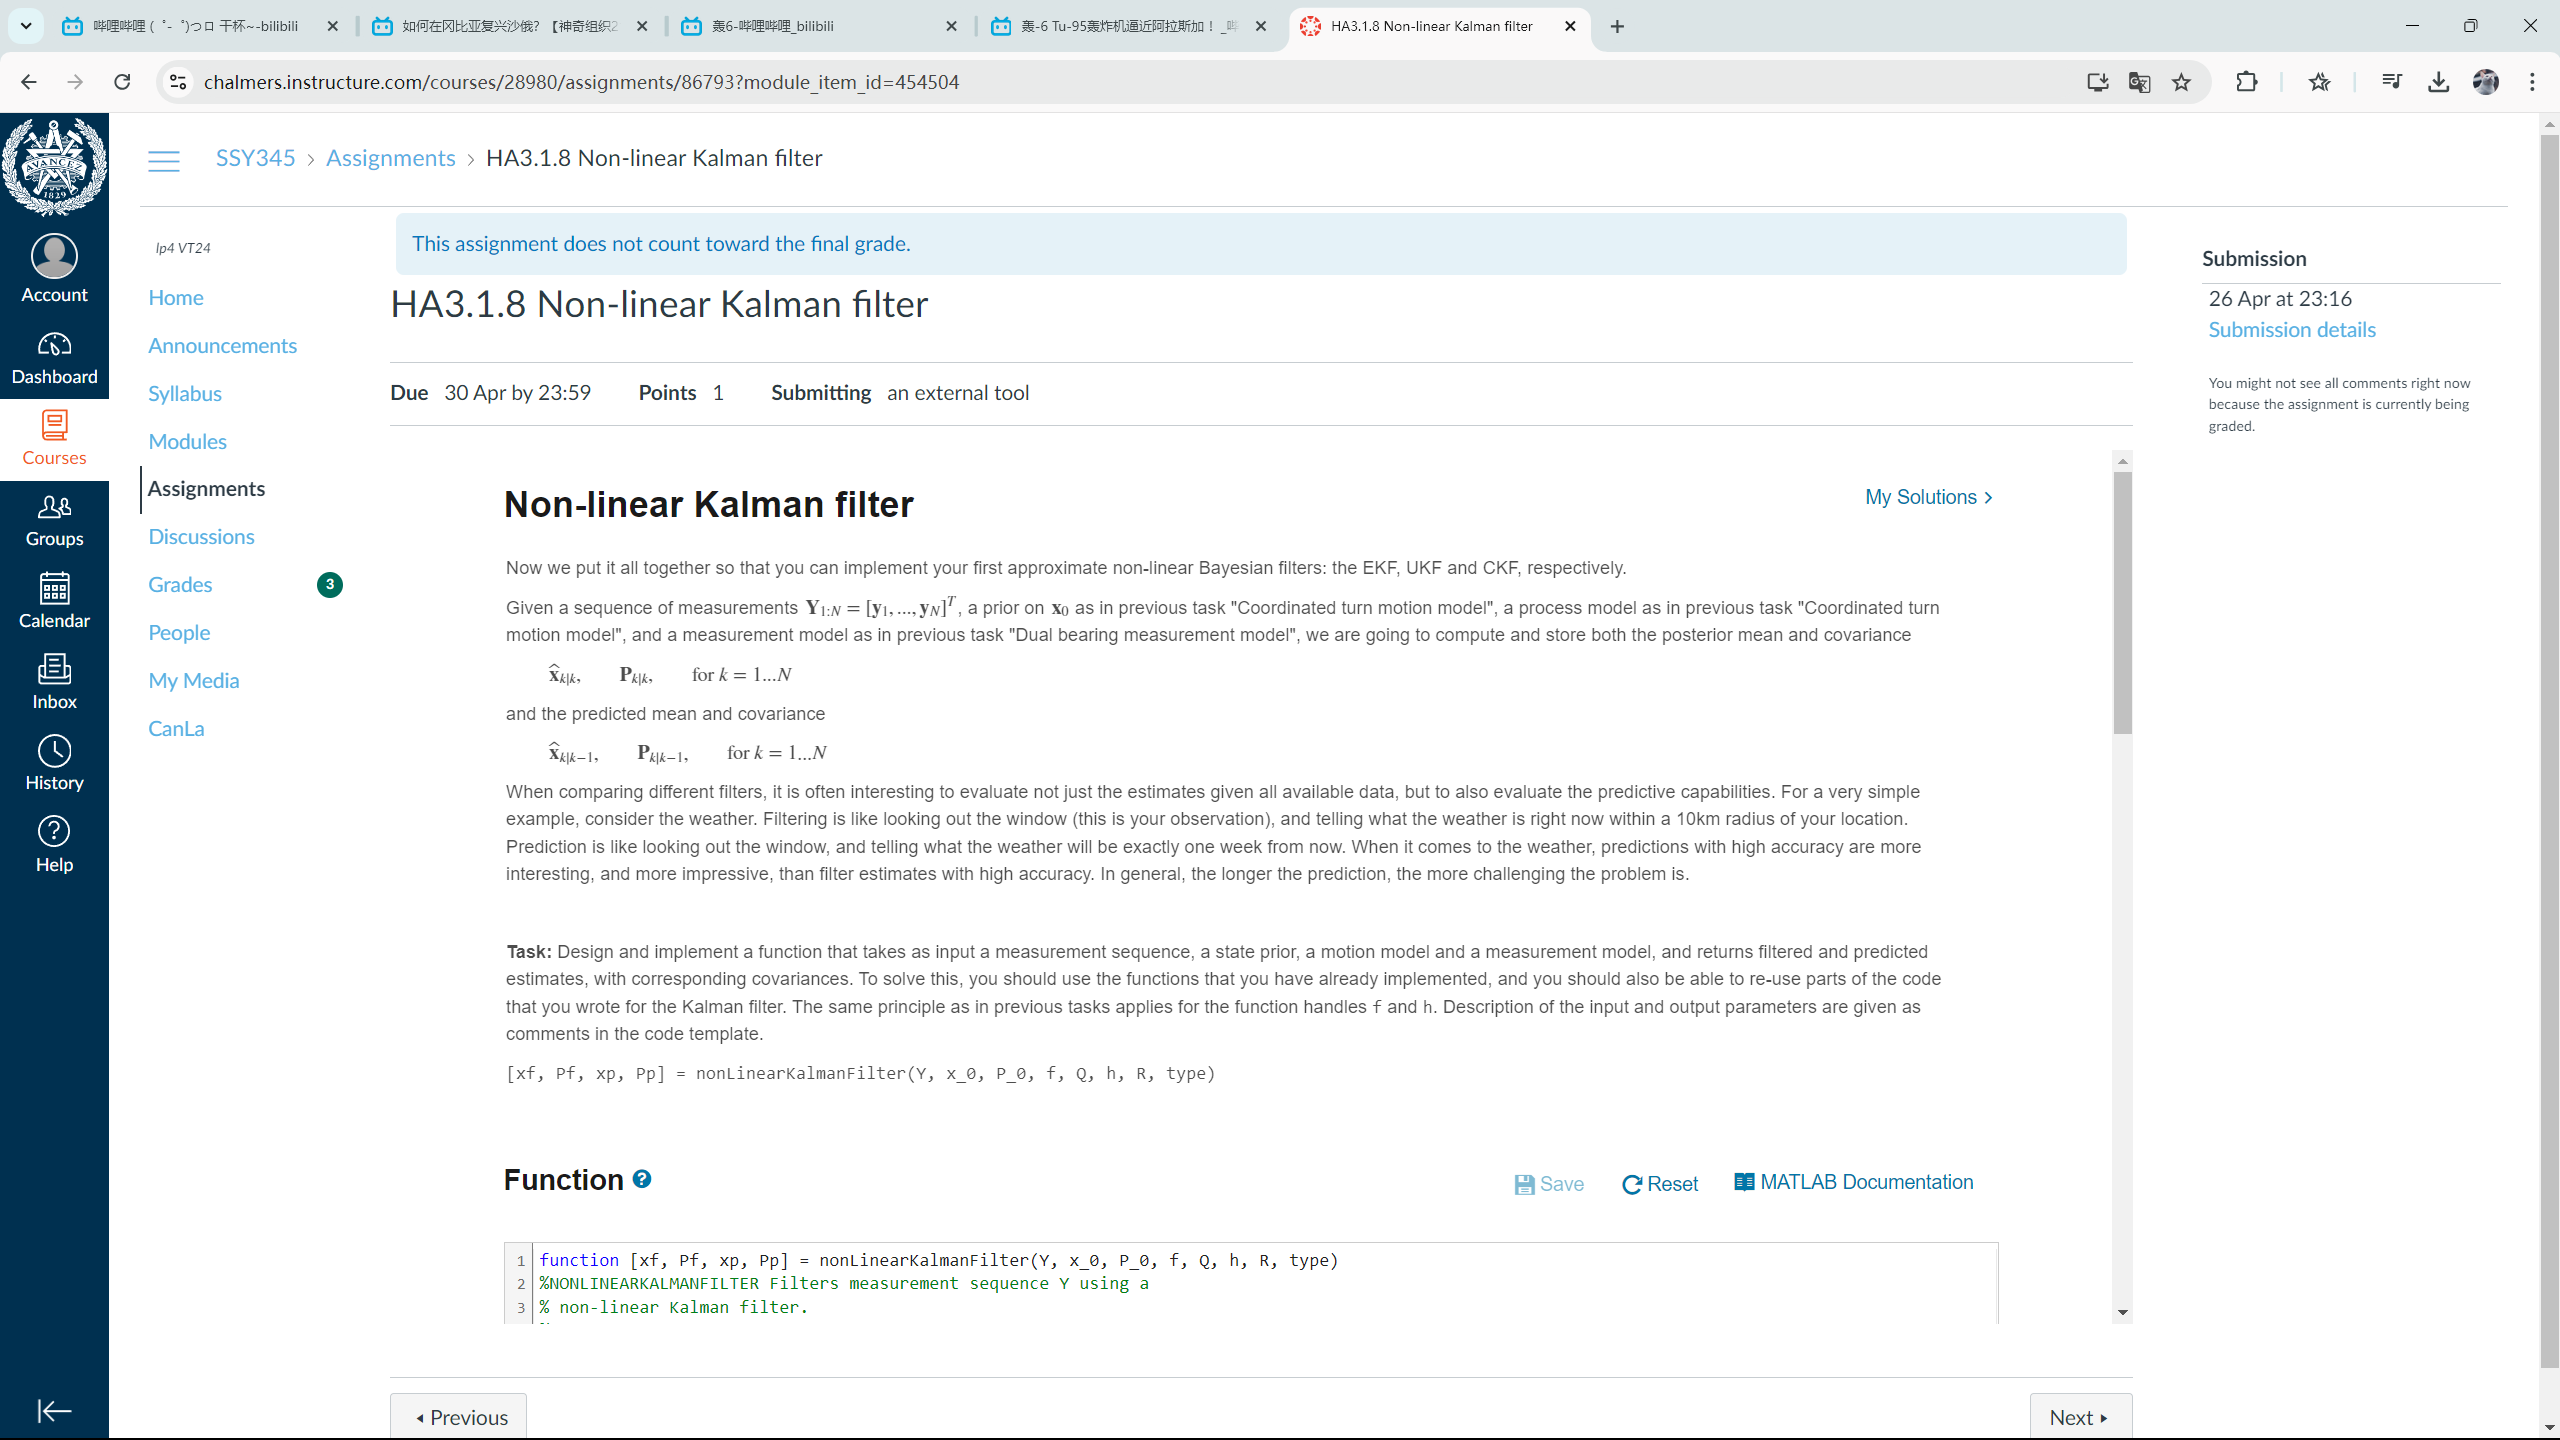 哔哩哔哩 (゜-゜)つロ 干杯~-bilibili
如何在冈比亚复兴沙俄？【神奇组织2
轰6-哔哩哔哩_bilibili
轰-6 Tu-95轰炸机逼近阿拉斯加！_哔
HA3.1.8 Non-linear Kalman filter
chalmers.instructure.com/courses/28980/assignments/86793?module_item_id=454504
AVANCEZ
1829
Account
Dashboard
Courses
Groups
Calendar
Inbox
History
Help
SSY345 › Assignments › HA3.1.8 Non-linear Kalman filter
lp4 VT24
Home
Announcements
Syllabus
Modules
Assignments
Discussions
Grades 3
People
My Media
CanLa
This assignment does not count toward the final grade.
HA3.1.8 Non-linear Kalman filter
Due 30 Apr by 23:59 Points 1 Submitting an external tool
Non-linear Kalman filter
My Solutions >
Now we put it all together so that you can implement your first approximate non-linear Bayesian filters: the EKF, UKF and CKF, respectively.
Given a sequence of measurements Y_{1:N} = [y_1, ..., y_N]^T, a prior on x_0 as in previous task "Coordinated turn motion model", a process model as in previous task "Coordinated turn
motion model", and a measurement model as in previous task "Dual bearing measurement model", we are going to compute and store both the posterior mean and covariance
x̂_{k|k}, P_{k|k}, for k = 1...N
and the predicted mean and covariance
x̂_{k|k−1}, P_{k|k−1}, for k = 1...N
When comparing different filters, it is often interesting to evaluate not just the estimates given all available data, but to also evaluate the predictive capabilities. For a very simple
example, consider the weather. Filtering is like looking out the window (this is your observation), and telling what the weather is right now within a 10km radius of your location.
Prediction is like looking out the window, and telling what the weather will be exactly one week from now. When it comes to the weather, predictions with high accuracy are more
interesting, and more impressive, than filter estimates with high accuracy. In general, the longer the prediction, the more challenging the problem is.
Task: Design and implement a function that takes as input a measurement sequence, a state prior, a motion model and a measurement model, and returns filtered and predicted
estimates, with corresponding covariances. To solve this, you should use the functions that you have already implemented, and you should also be able to re-use parts of the code
that you wrote for the Kalman filter. The same principle as in previous tasks applies for the function handles f and h. Description of the input and output parameters are given as
comments in the code template.
[xf, Pf, xp, Pp] = nonLinearKalmanFilter(Y, x_0, P_0, f, Q, h, R, type)
Function ?
Save Reset MATLAB Documentation
1 function [xf, Pf, xp, Pp] = nonLinearKalmanFilter(Y, x_0, P_0, f, Q, h, R, type)
2 %NONLINEARKALMANFILTER Filters measurement sequence Y using a
3 % non-linear Kalman filter.
Previous
Next
Submission
26 Apr at 23:16
Submission details
You might not see all comments right now
because the assignment is currently being
graded.